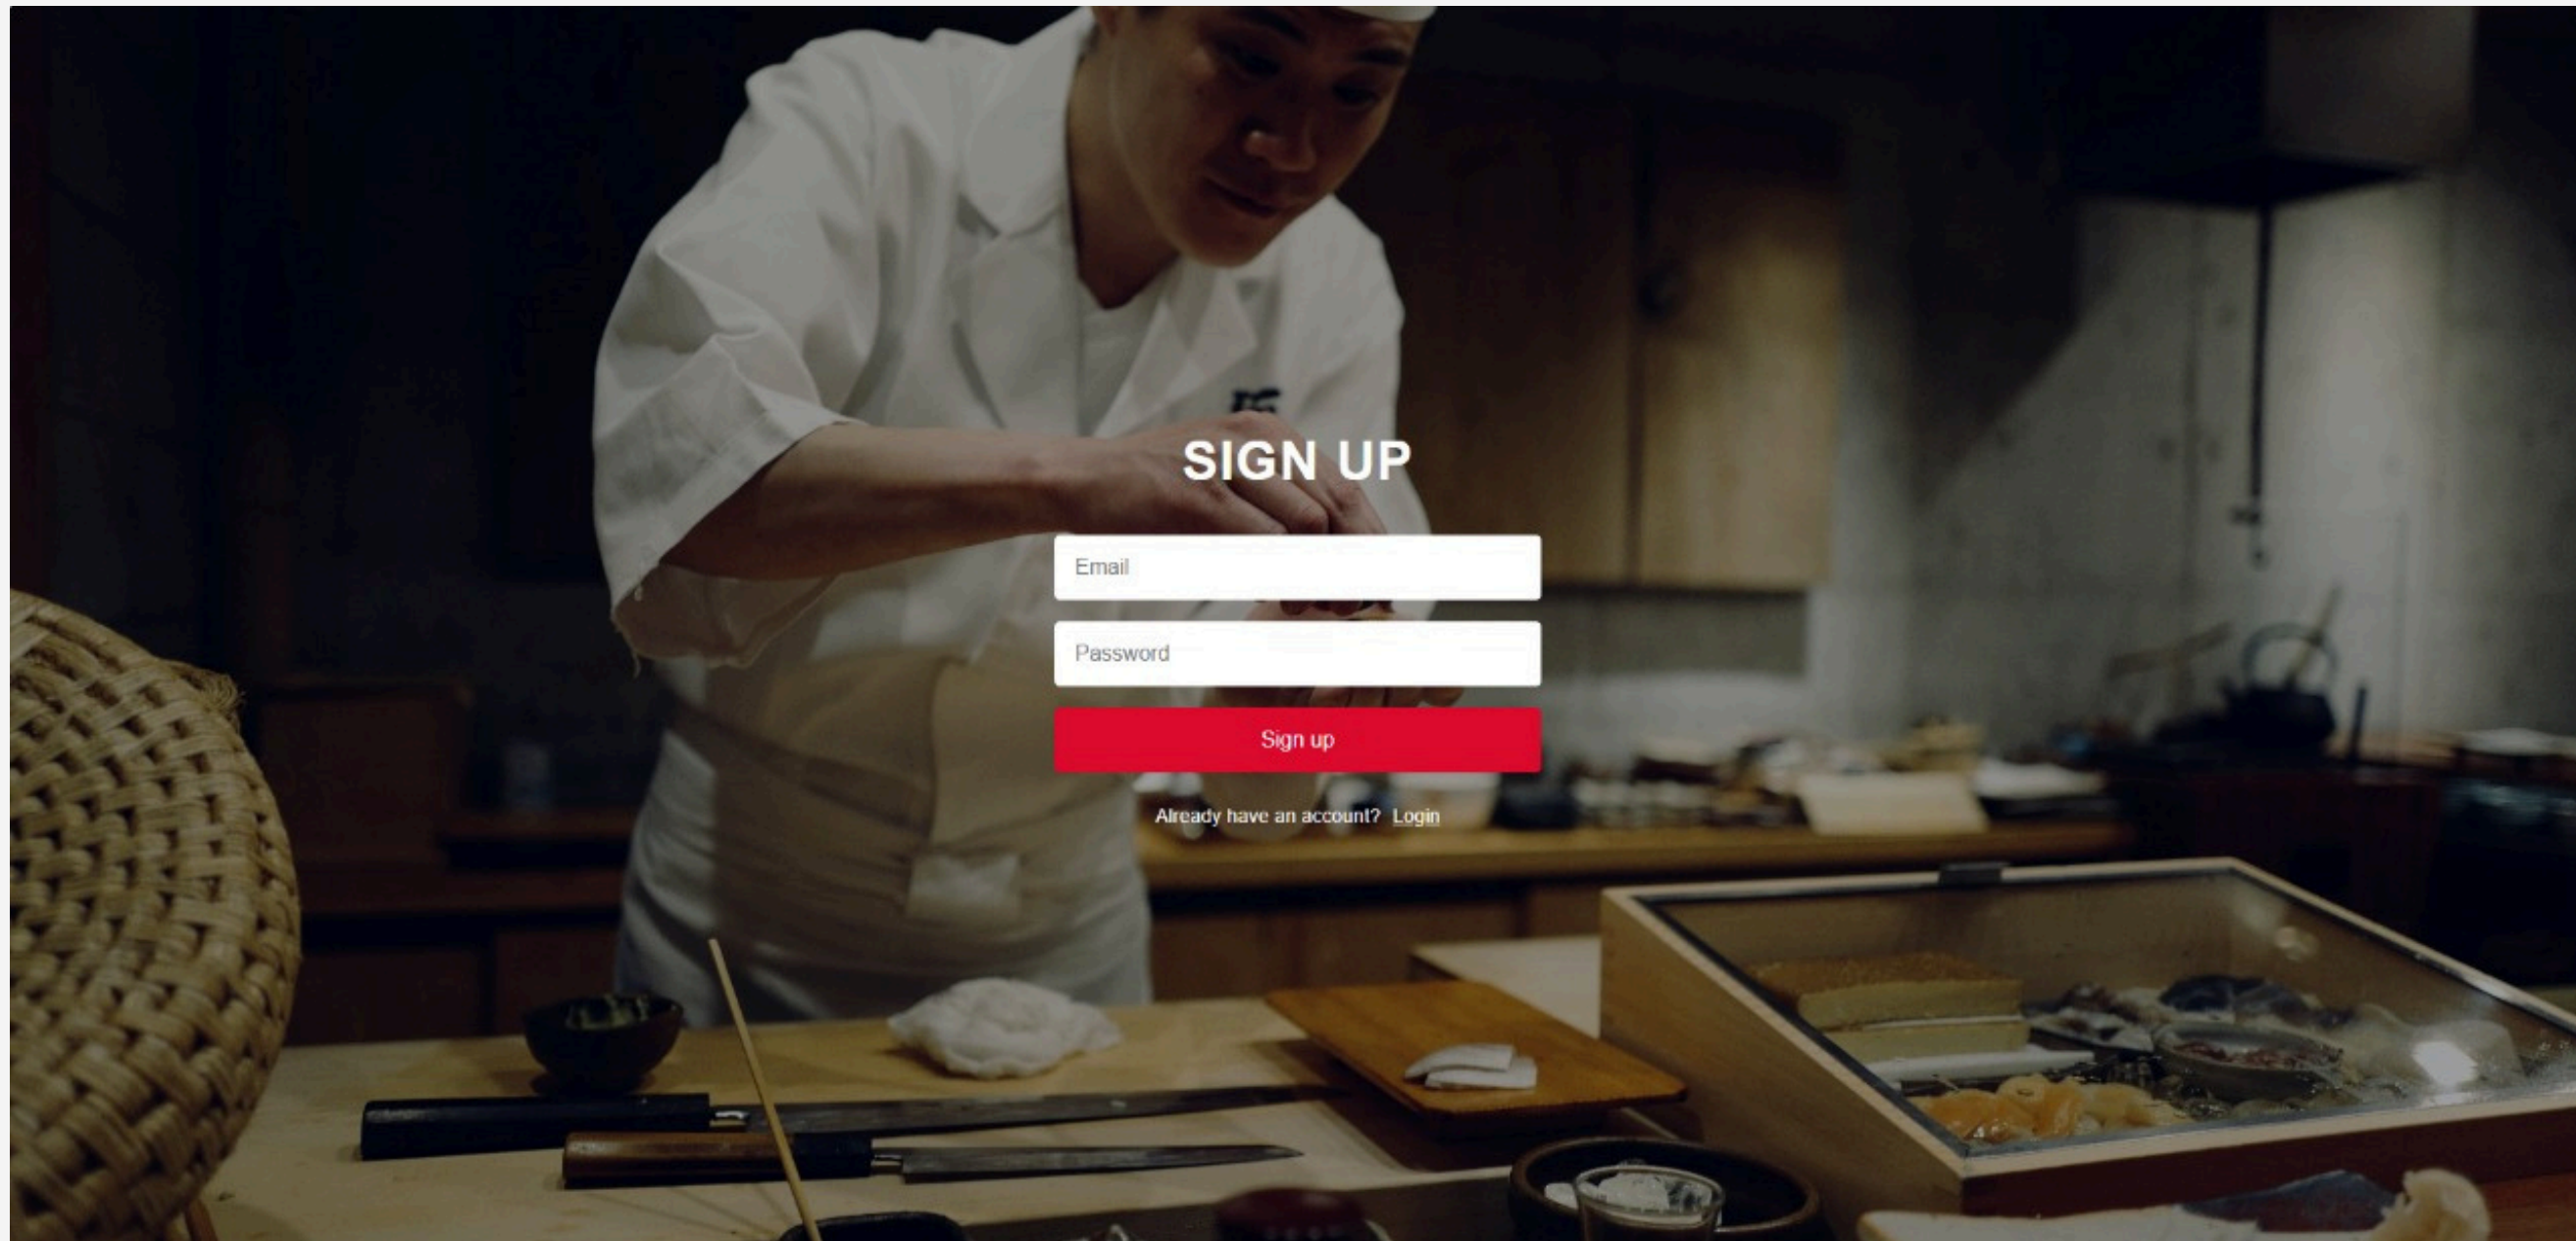 SIGN UP
Email
Password
Sign up
Already have an account? Login